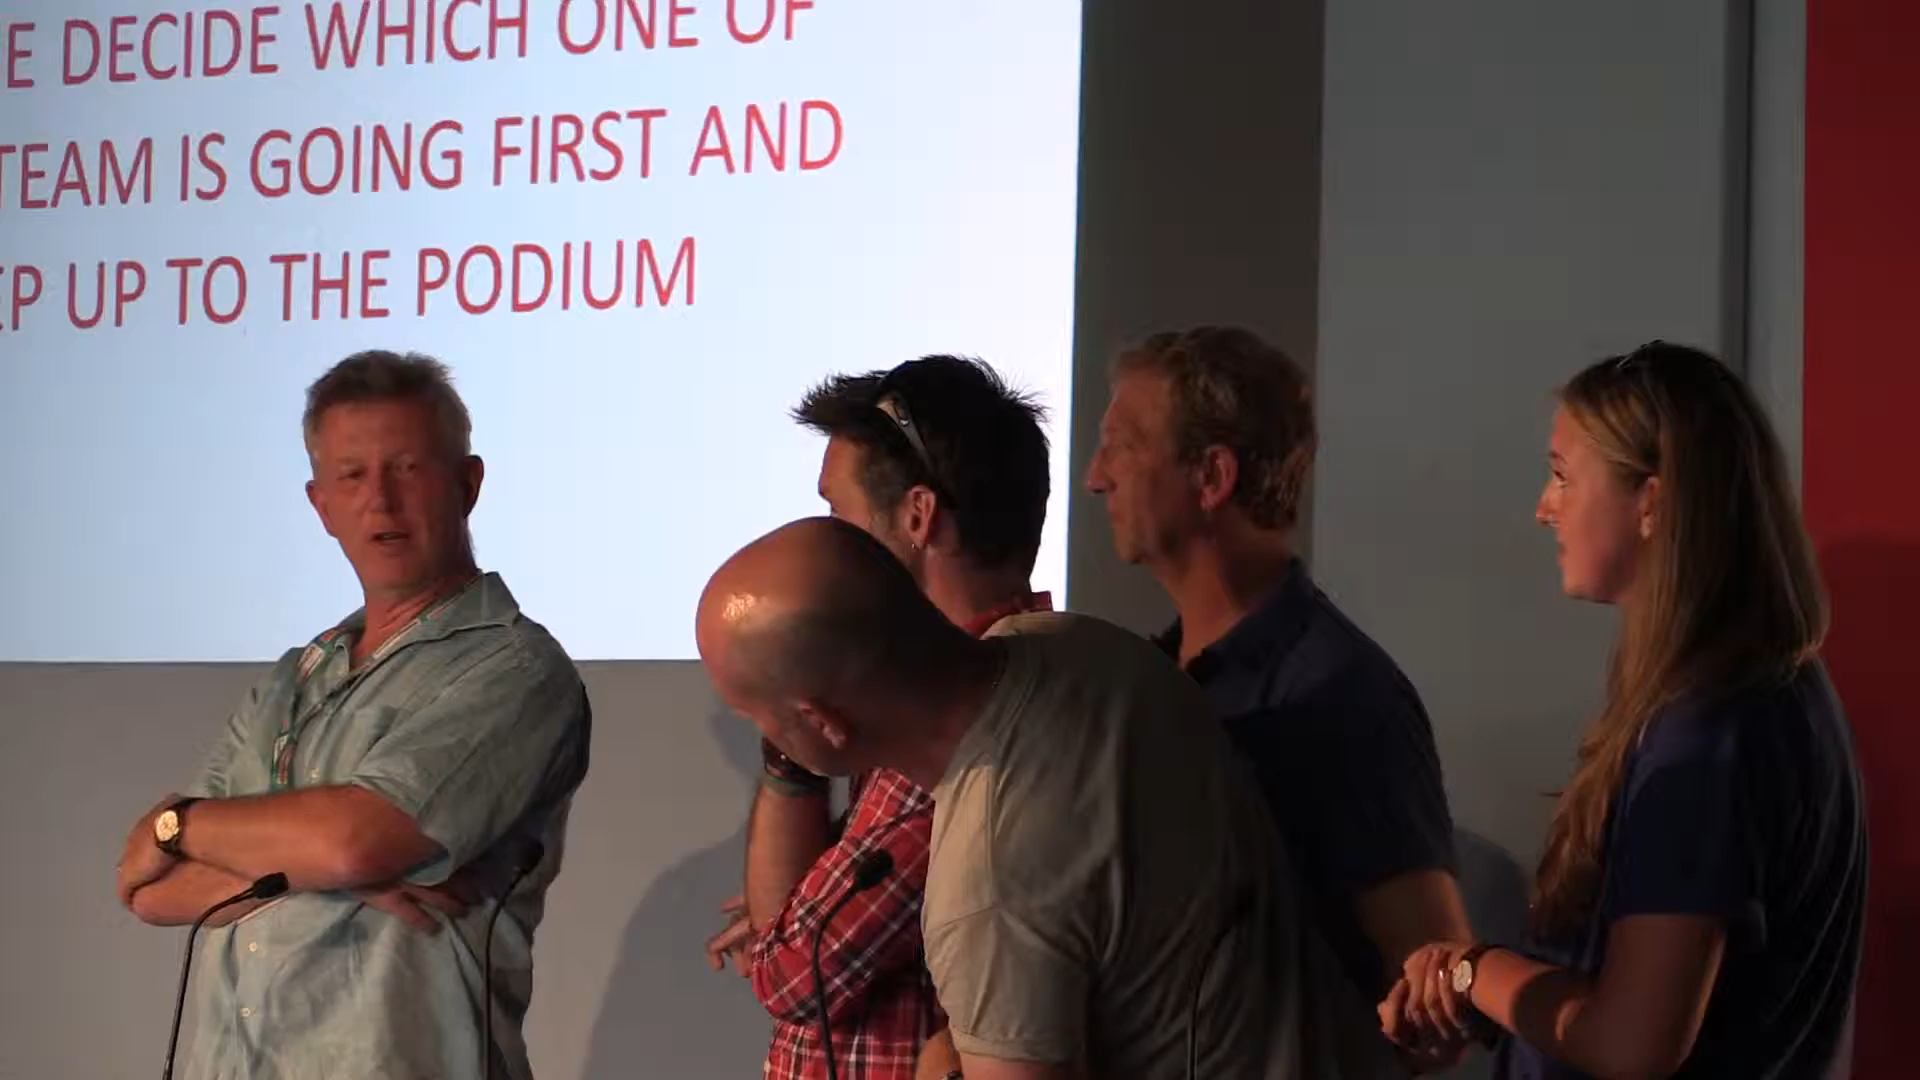 E DECIDE WHICH ONE OF
TEAM IS GOING FIRST AND
EP UP TO THE PODIUM